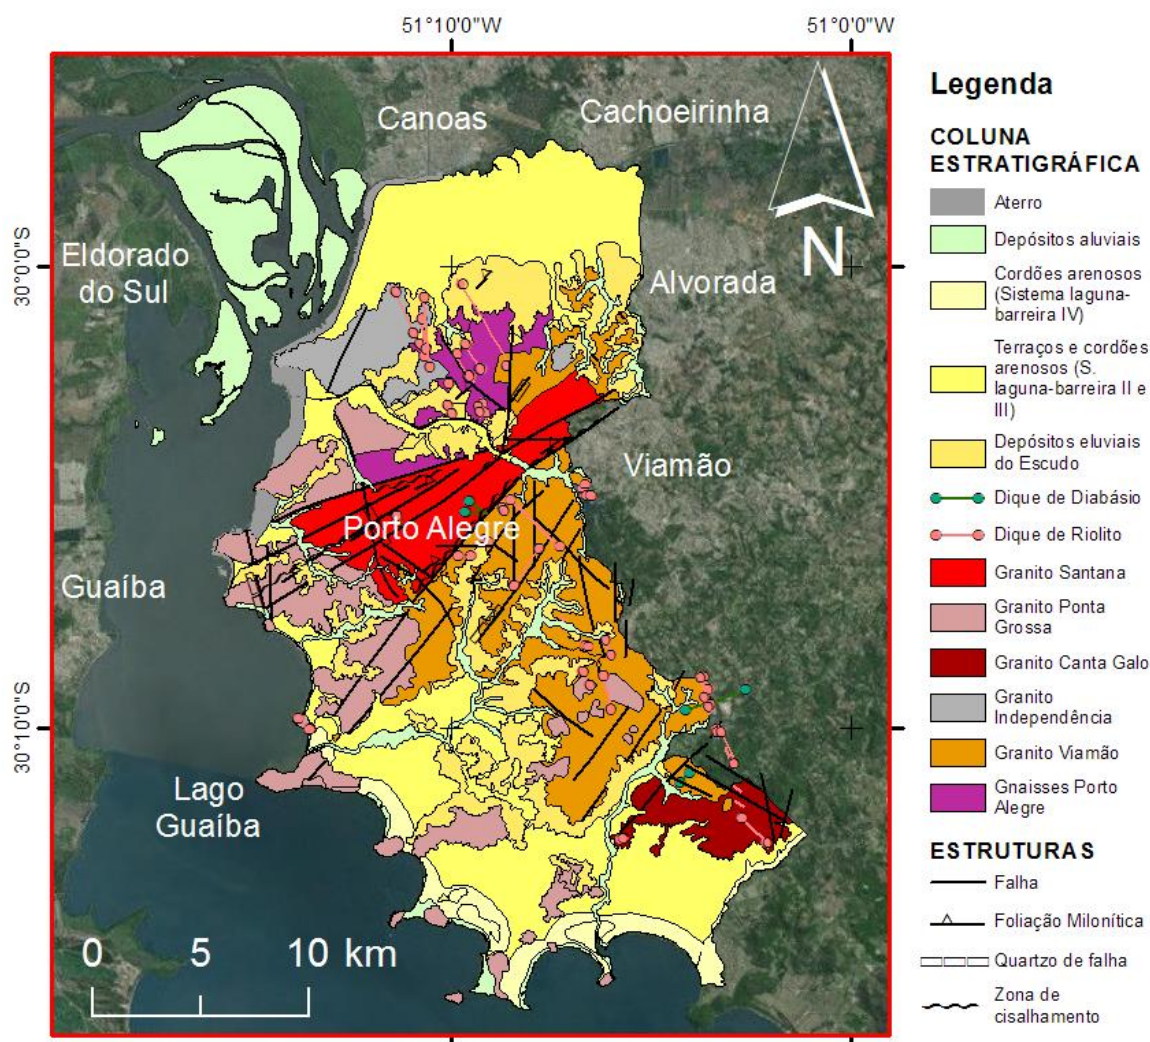 51°10'0"W
51°0'0"W
Canoas
Cachoeirinha
Eldorado
do Sul
30°0'0"S
Alvorada
N
Viamão
Porto Alegre
Guaíba
30°10'0"S
Lago
Guaíba
0 5 10 km
Legenda
COLUNA
ESTRATIGRÁFICA
Aterro
Depósitos aluviais
Cordões arenosos
(Sistema laguna-
barreira IV)
Terraços e cordões
arenosos (S.
laguna-barreira II e
III)
Depósitos eluviais
do Escudo
Dique de Diabásio
Dique de Riolito
Granito Santana
Granito Ponta
Grossa
Granito Canta Galo
Granito
Independência
Granito Viamão
Gnaisses Porto
Alegre
ESTRUTURAS
Falha
Foliação Milonítica
Quartzo de falha
Zona de
cisalhamento